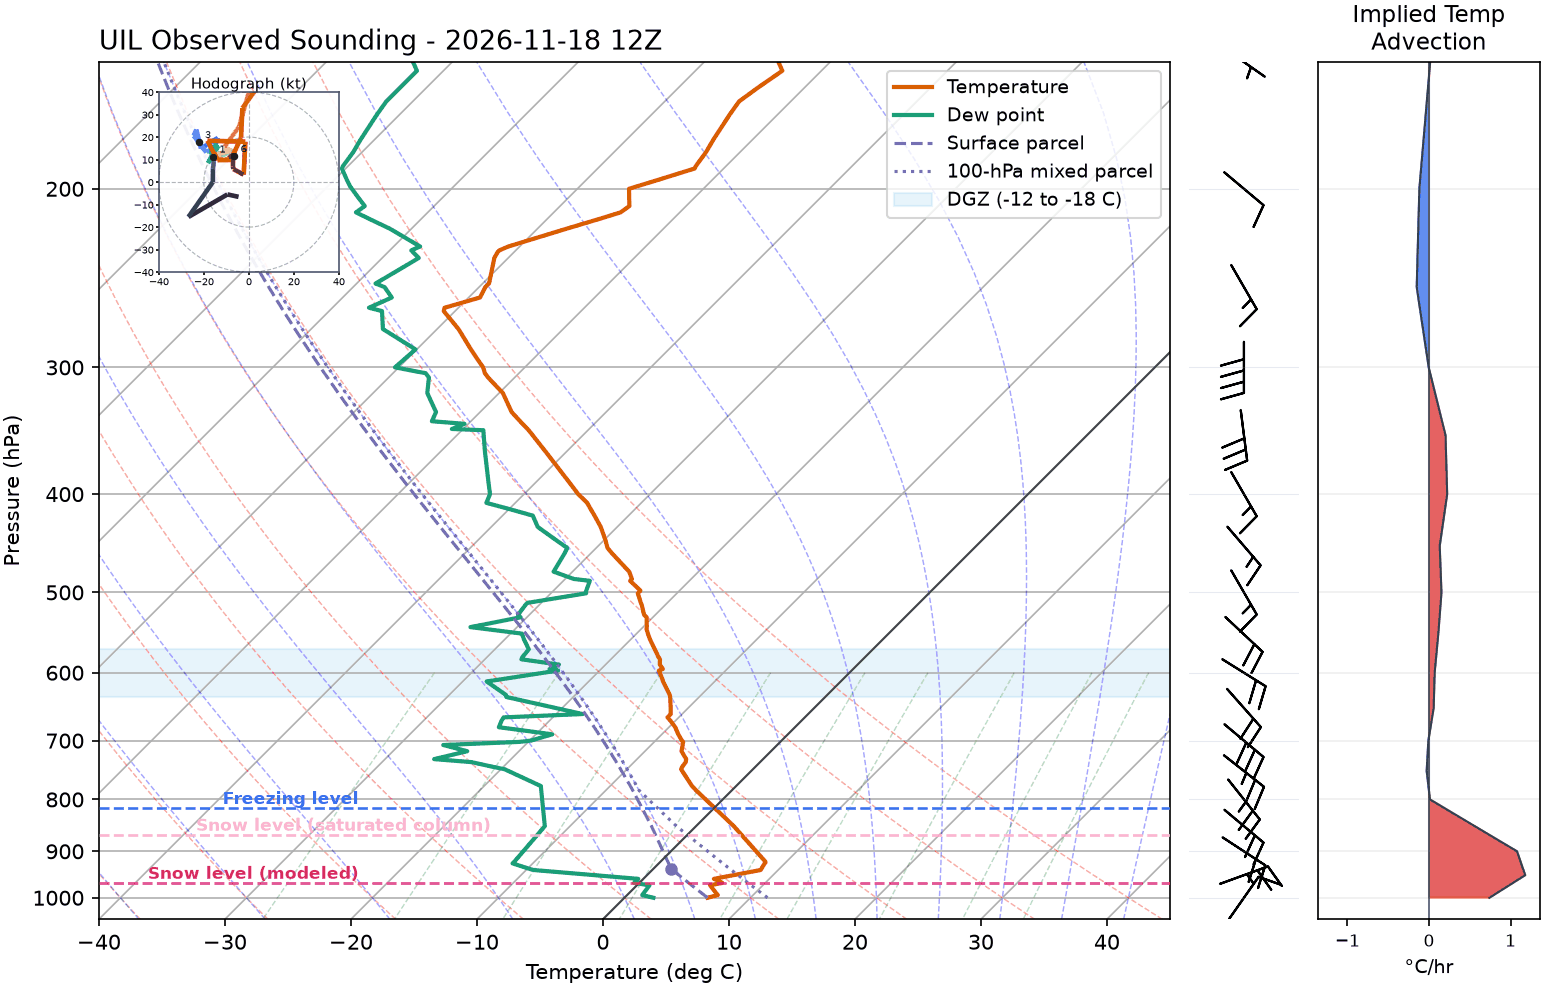 UIL Observed Sounding - 2026-11-18 12Z
Implied Temp
Advection
Hodograph (kt)
40
30
20
10
0
−10
−20
−30
−40
−40
−20
0
20
40
1
3
6
Temperature
Dew point
Surface parcel
100-hPa mixed parcel
DGZ (-12 to -18 C)
Pressure (hPa)
200
300
400
500
600
700
800
900
1000
Freezing level
Snow level (saturated column)
Snow level (modeled)
−40
−30
−20
−10
0
10
20
30
40
Temperature (deg C)
−1
0
1
°C/hr